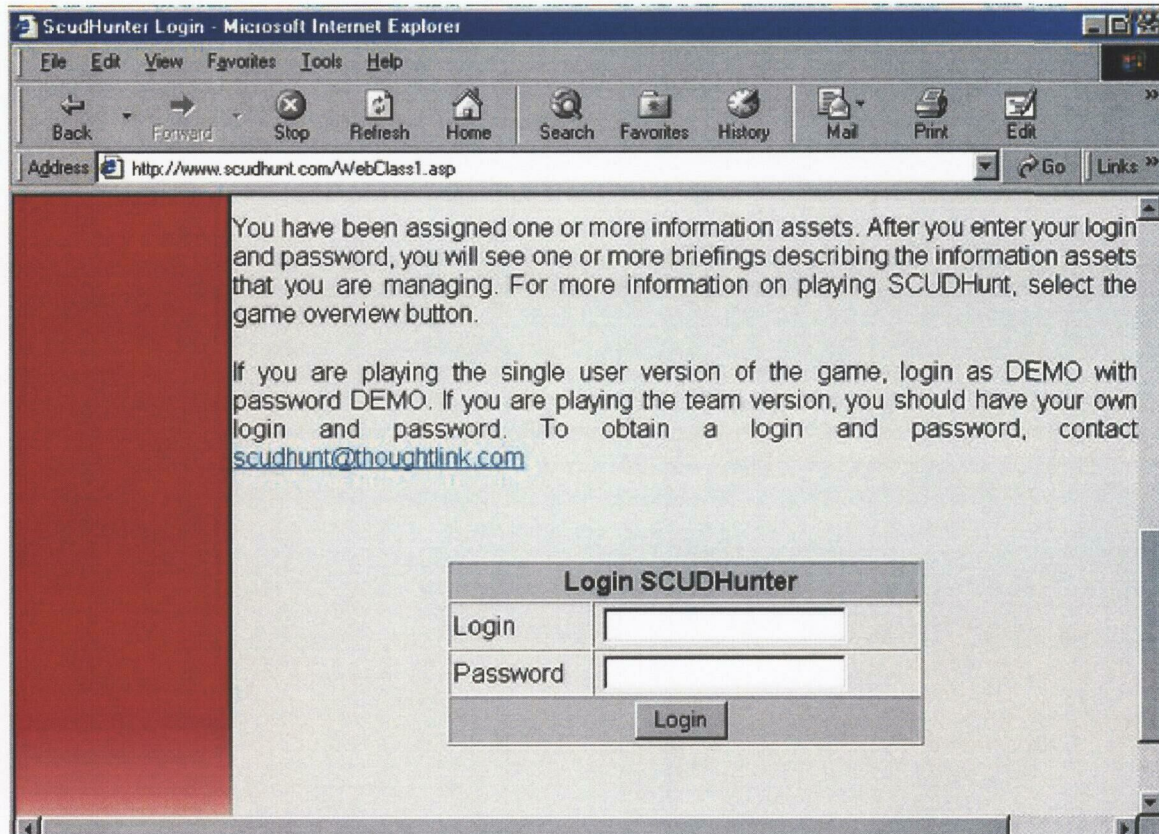 ScudHunter Login - Microsoft Internet Explorer
File Edit View Favorites Tools Help
Back Forward Stop Refresh Home Search Favorites History Mail Print Edit
Address http://www.scudhunt.com/WebClass1.asp Go Links
You have been assigned one or more information assets. After you enter your login
and password, you will see one or more briefings describing the information assets
that you are managing. For more information on playing SCUDHunt, select the
game overview button.
If you are playing the single user version of the game, login as DEMO with
password DEMO. If you are playing the team version, you should have your own
login and password. To obtain a login and password, contact
scudhunt@thoughtlink.com
Login SCUDHunter
Login
Password
Login